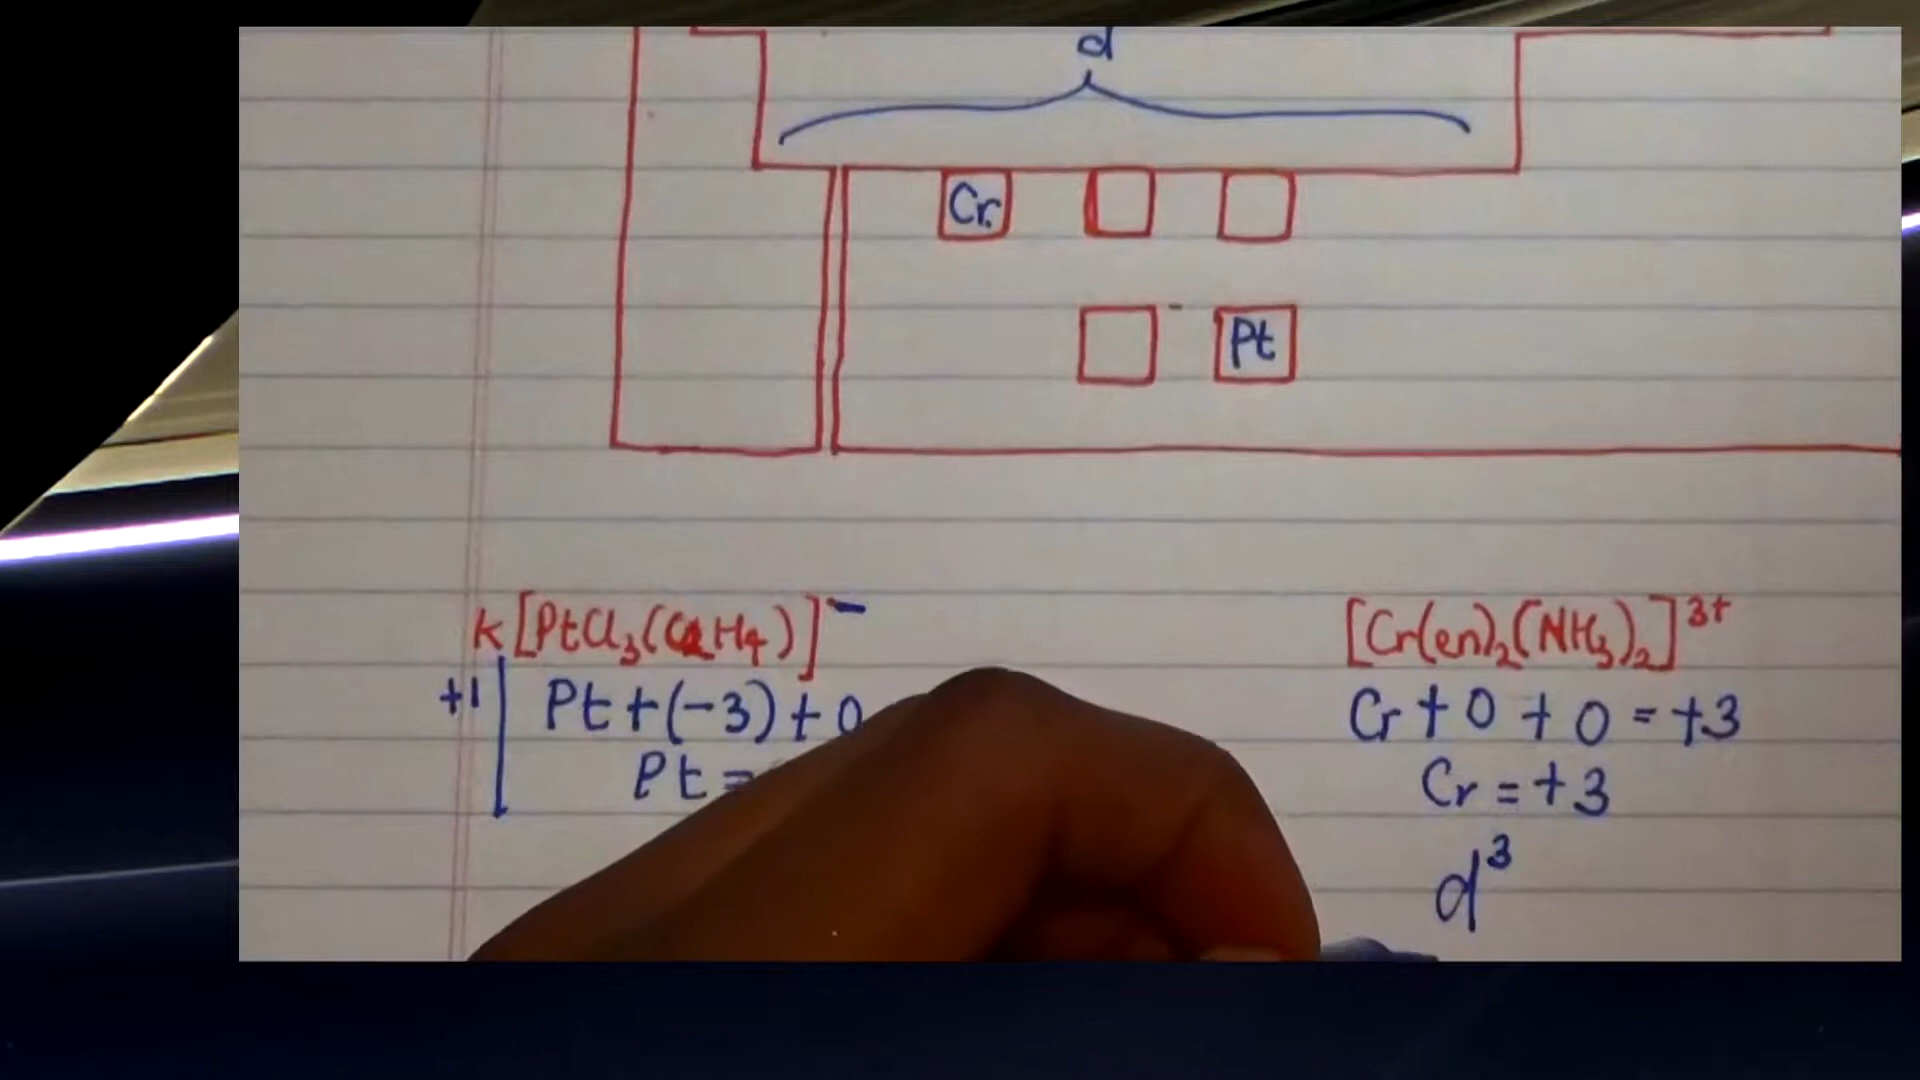 d
Cr
Pt
K[PtCl₃(C₂H₄)]⁻
+1 | Pt + (-3) + 0
Pt =
[Cr(en)₂(NH₃)₂]³⁺
Cr + 0 + 0 = +3
Cr = +3
d³